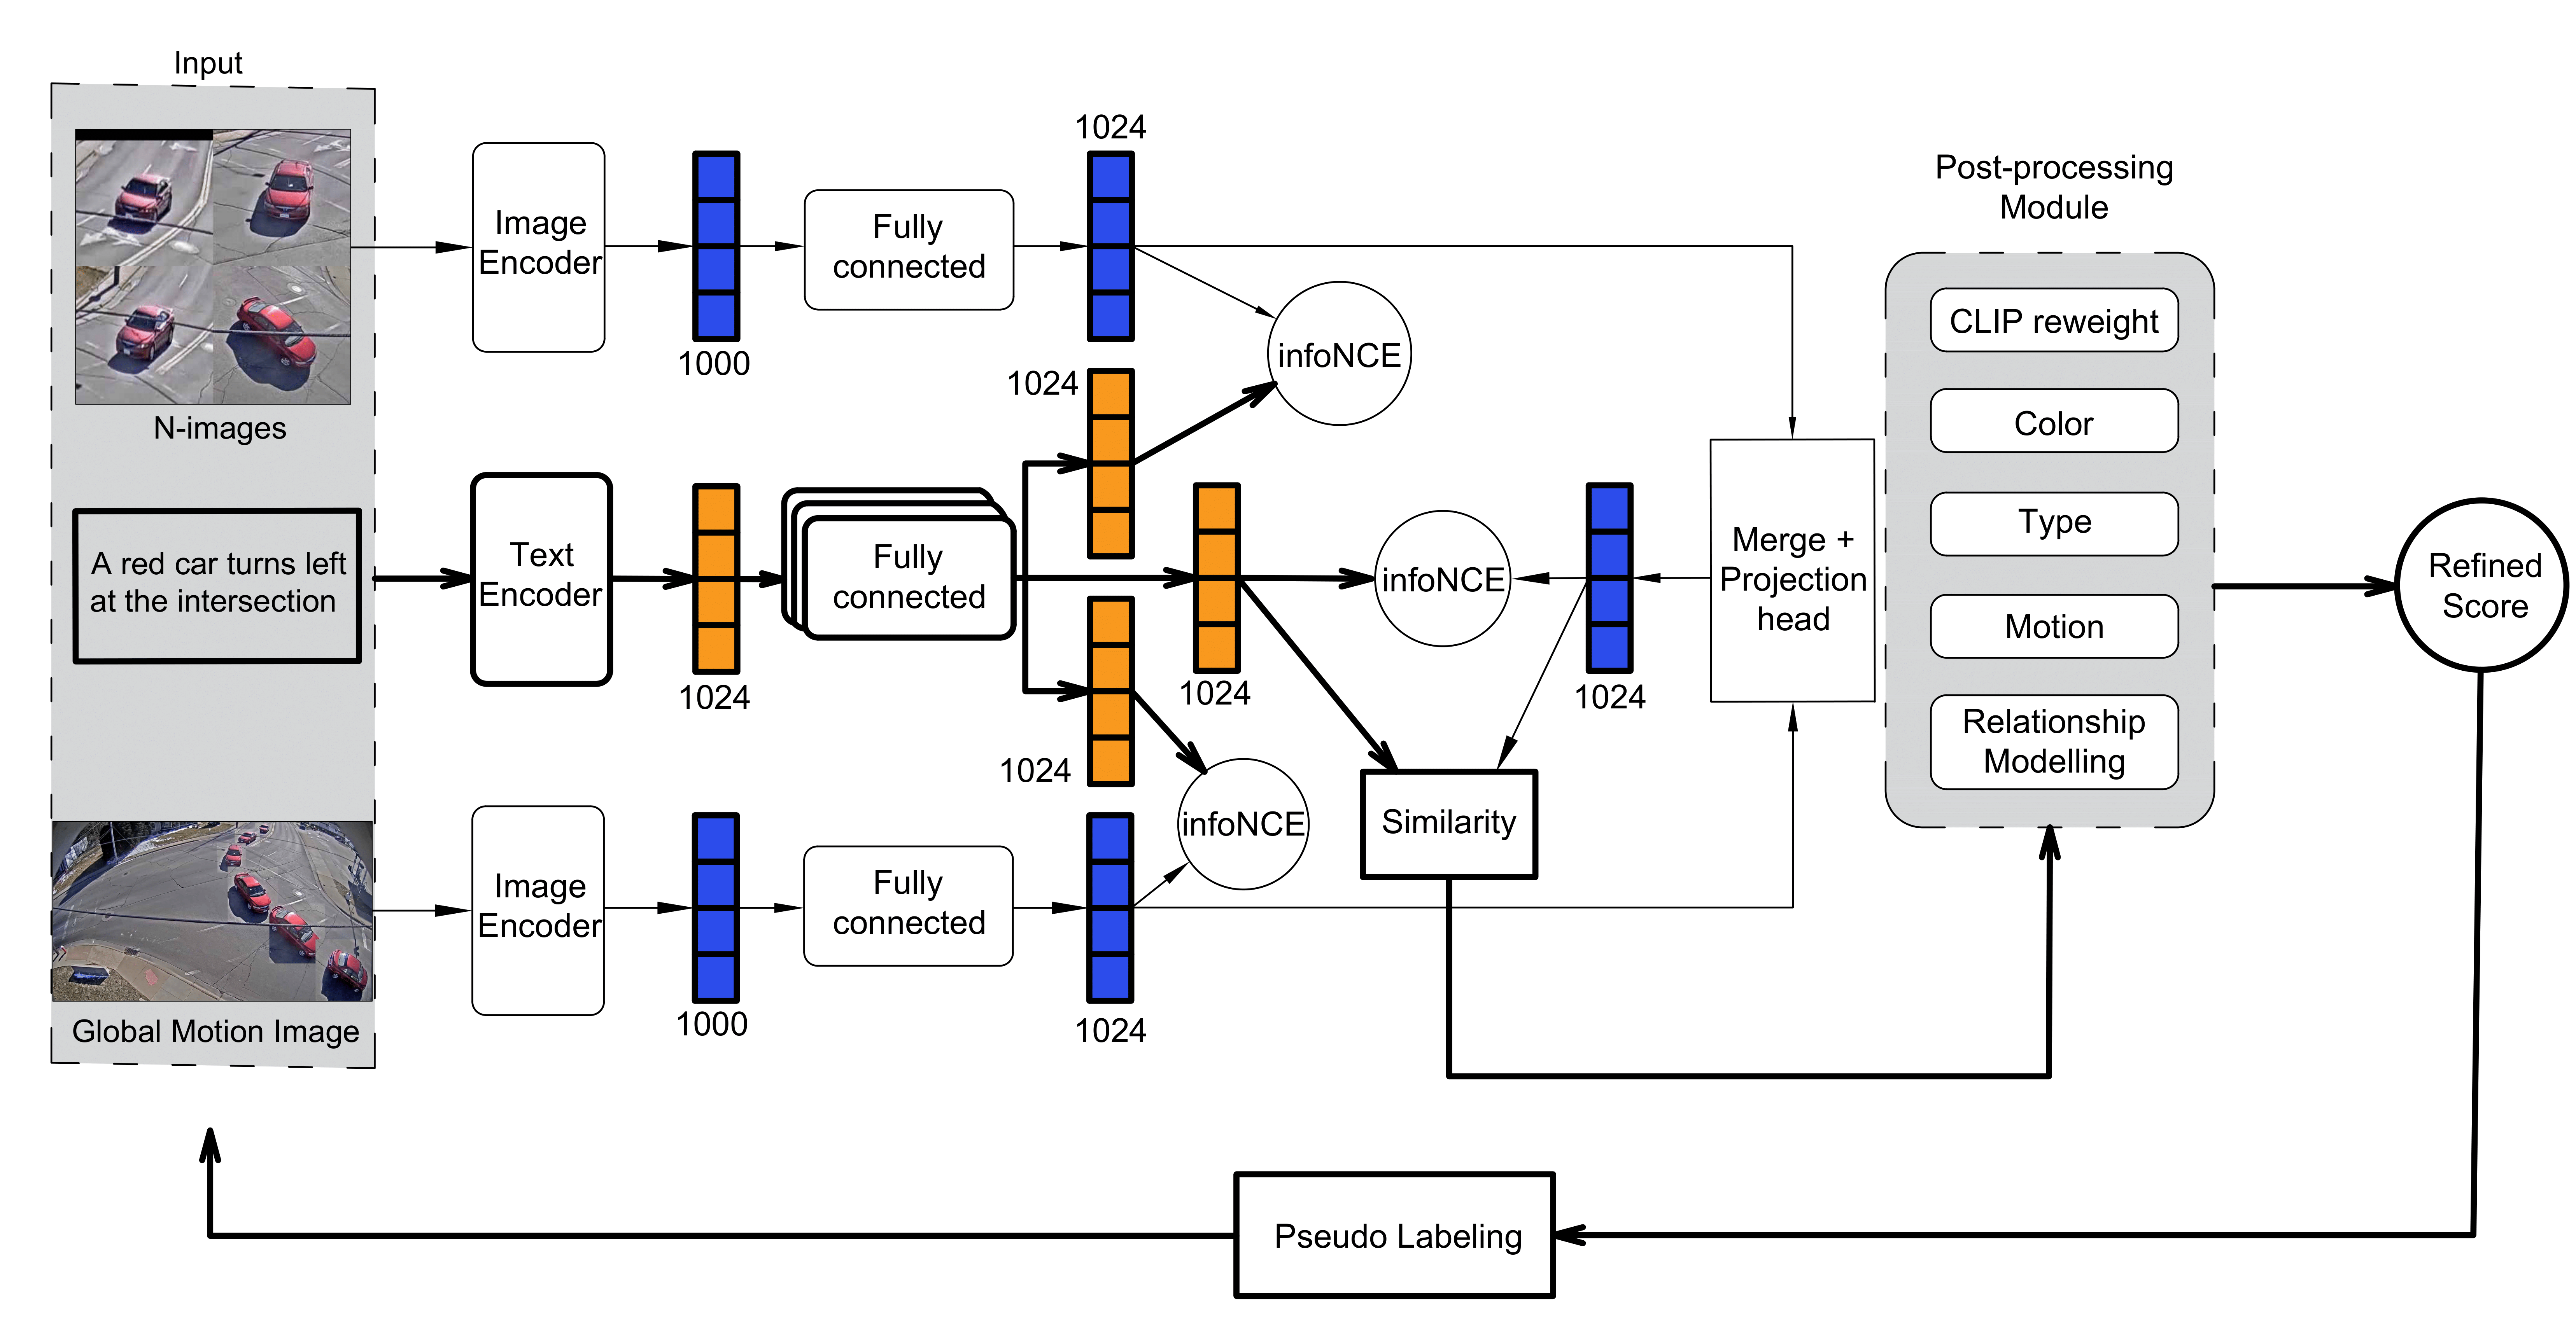 Input
N-images
A red car turns left
at the intersection
Global Motion Image
Image
Encoder
1000
Fully
connected
1024
infoNCE
Text
Encoder
1024
Fully
connected
1024
1024
1024
infoNCE
infoNCE
1024
Image
Encoder
1000
Fully
connected
1024
Similarity
Merge +
Projection
head
Post-processing
Module
CLIP reweight
Color
Type
Motion
Relationship
Modelling
Refined
Score
Pseudo Labeling